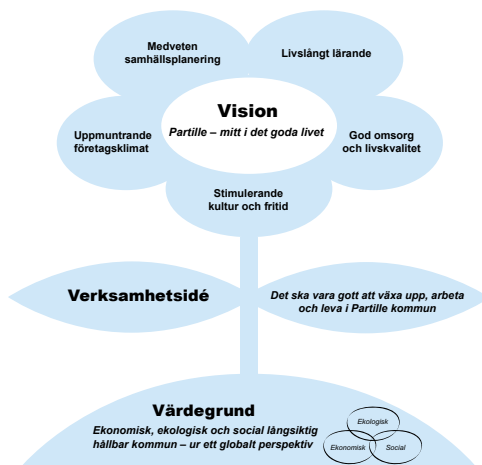 Medveten
samhällsplanering
Livslångt lärande
Vision
Partille – mitt i det goda livet
Uppmuntrande
företagsklimat
God omsorg
och livskvalitet
Stimulerande
kultur och fritid
Verksamhetsidé
Det ska vara gott att växa upp, arbeta
och leva i Partille kommun
Värdegrund
Ekonomisk, ekologisk och social långsiktig
hållbar kommun – ur ett globalt perspektiv
Ekologisk
Ekonomisk
Social